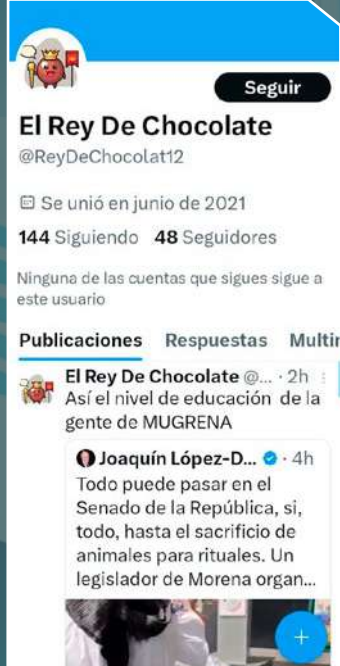 Seguir
El Rey De Chocolate
@ReyDeChocolat12
Se unió en junio de 2021
144 Siguiendo 48 Seguidores
Ninguna de las cuentas que sigues sigue a
este usuario
Publicaciones Respuestas Multi
El Rey De Chocolate @... · 2h
Así el nivel de educación de la
gente de MUGRENA
Joaquín López-D... · 4h
Todo puede pasar en el
Senado de la República, si,
todo, hasta el sacrificio de
animales para rituales. Un
legislador de Morena organ...
+